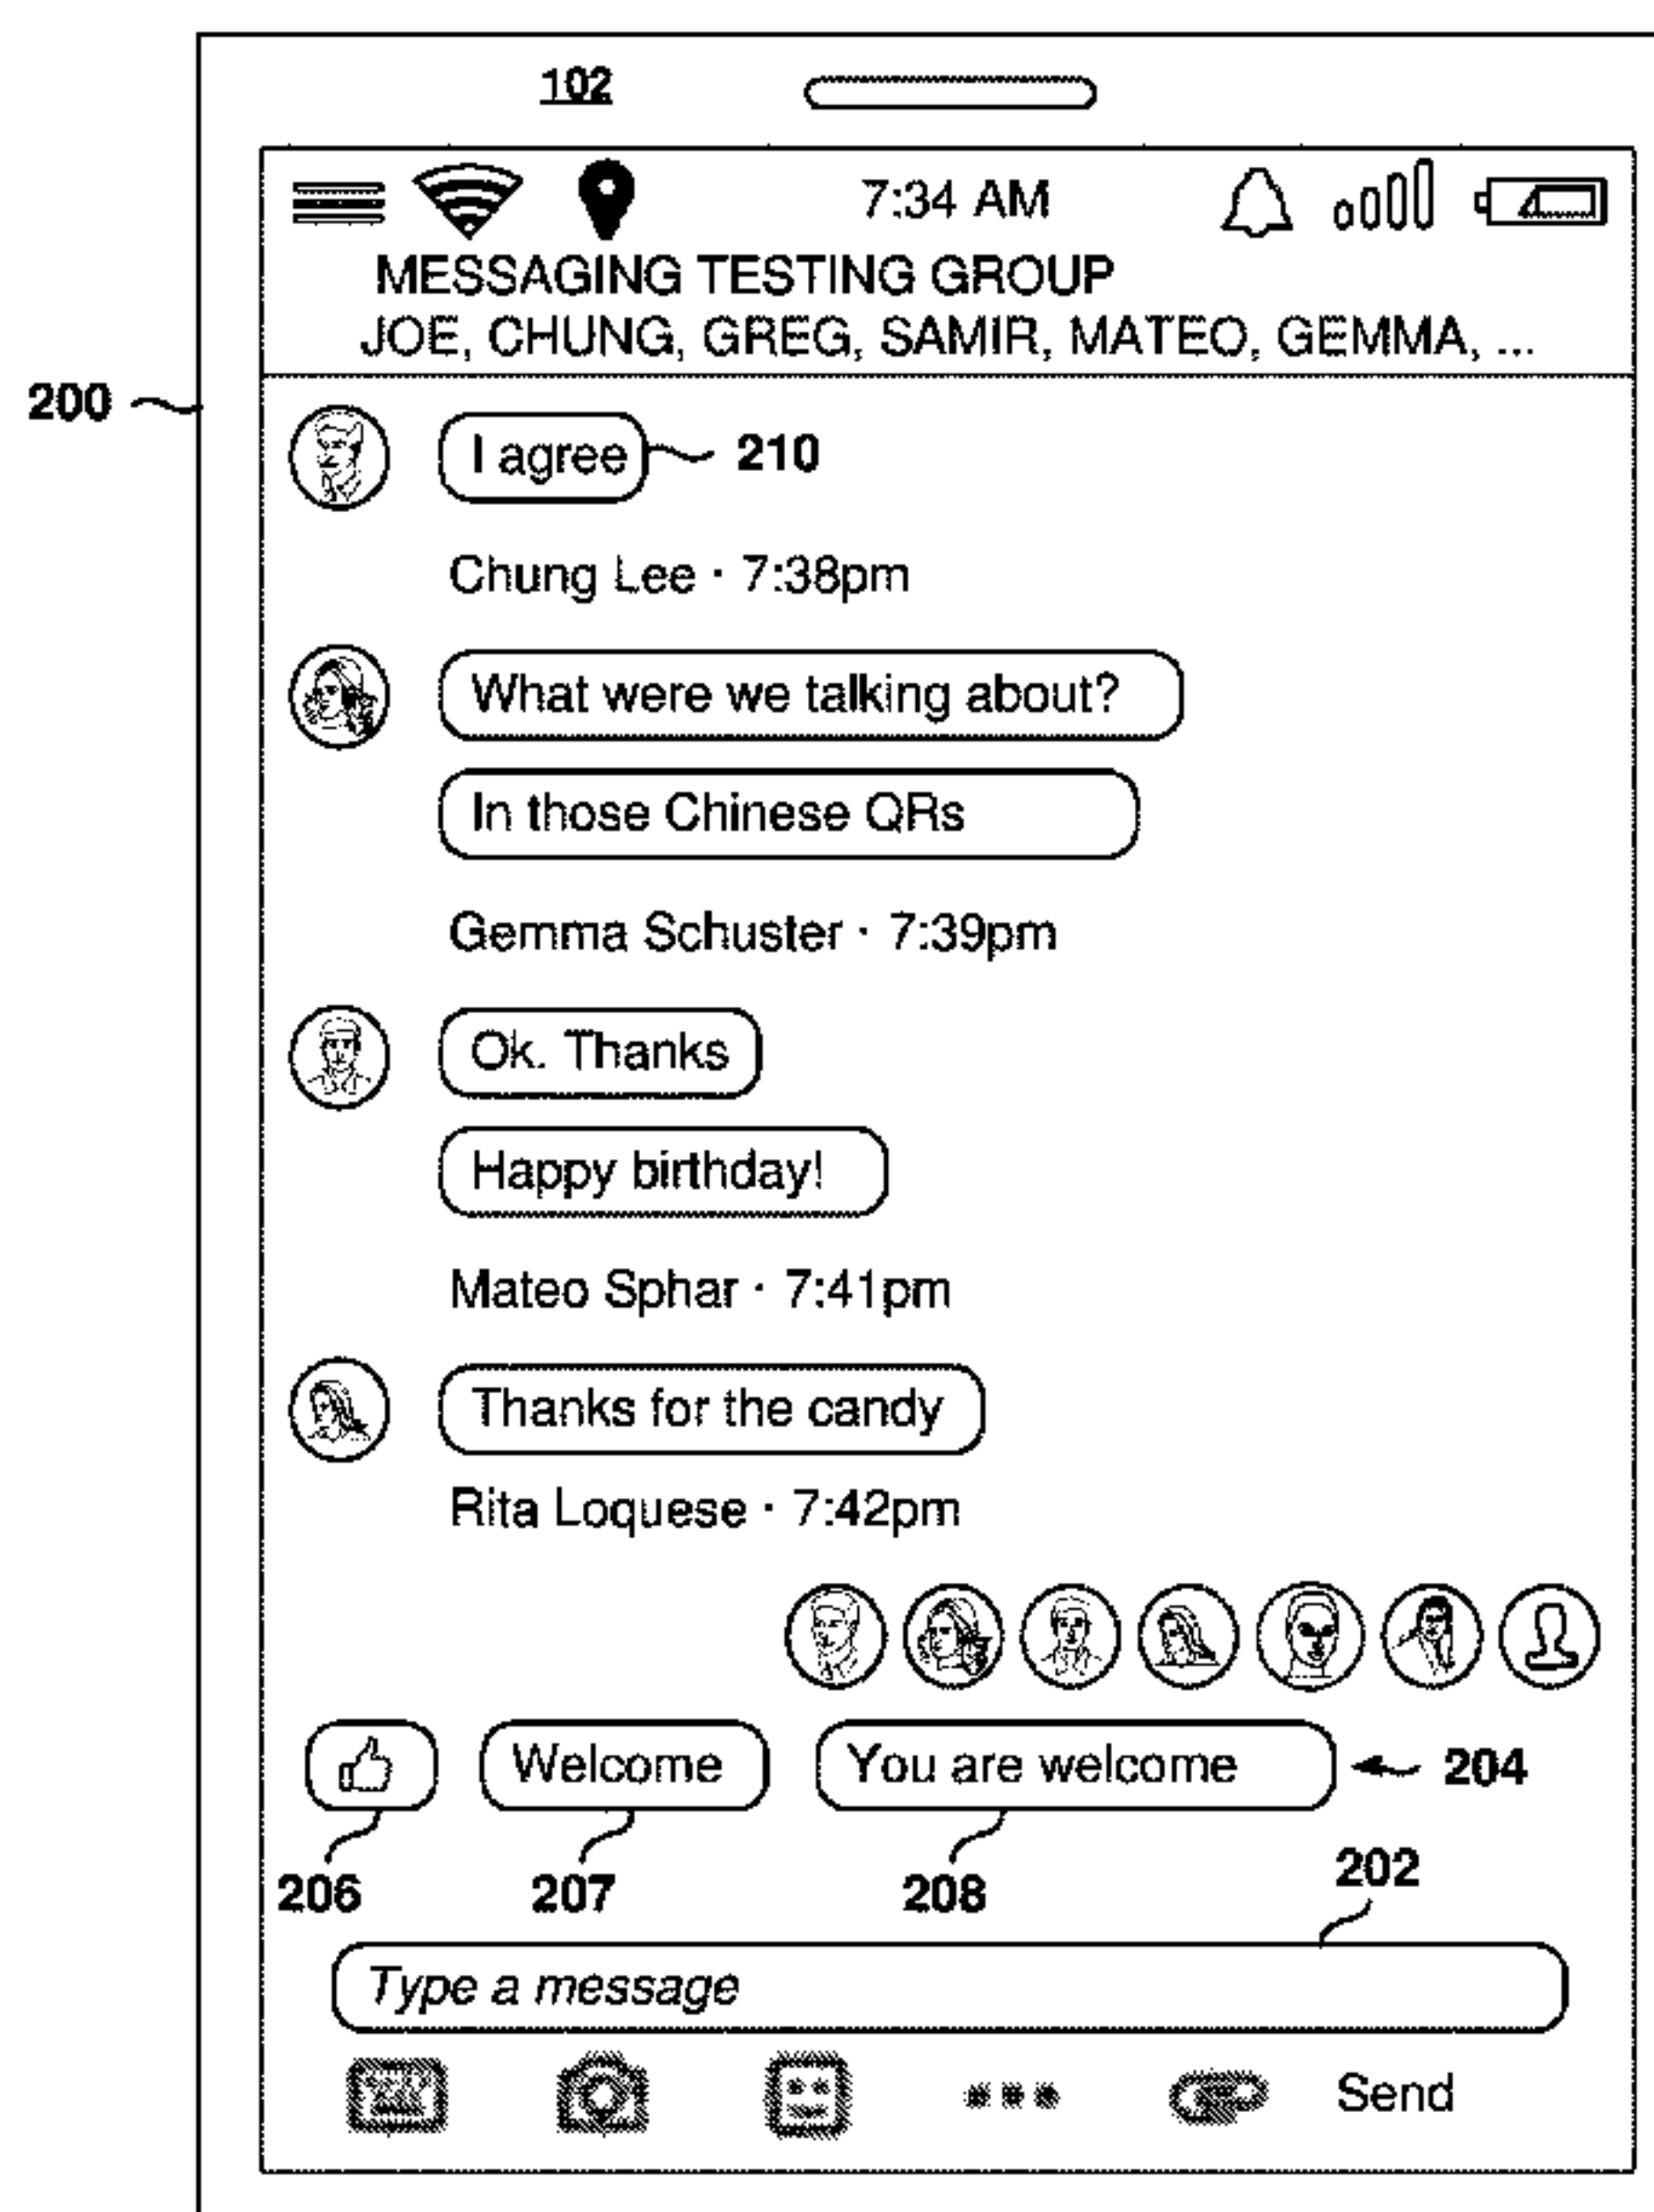 102
7:34 AM
MESSAGING TESTING GROUP
JOE, CHUNG, GREG, SAMIR, MATEO, GEMMA, ...
200
I agree 210
Chung Lee · 7:38pm
What were we talking about?
In those Chinese QRs
Gemma Schuster · 7:39pm
Ok. Thanks
Happy birthday!
Mateo Sphar · 7:41pm
Thanks for the candy
Rita Loquese · 7:42pm
Welcome You are welcome 204
206 207 208 202
Type a message
Send